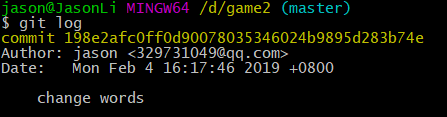 jason@JasonLi MINGW64 /d/game2 (master)
$ git log
commit 198e2afc0ff0d90078035346024b9895d283b74e
Author: jason <329731049@qq.com>
Date:   Mon Feb 4 16:17:46 2019 +0800
    change words